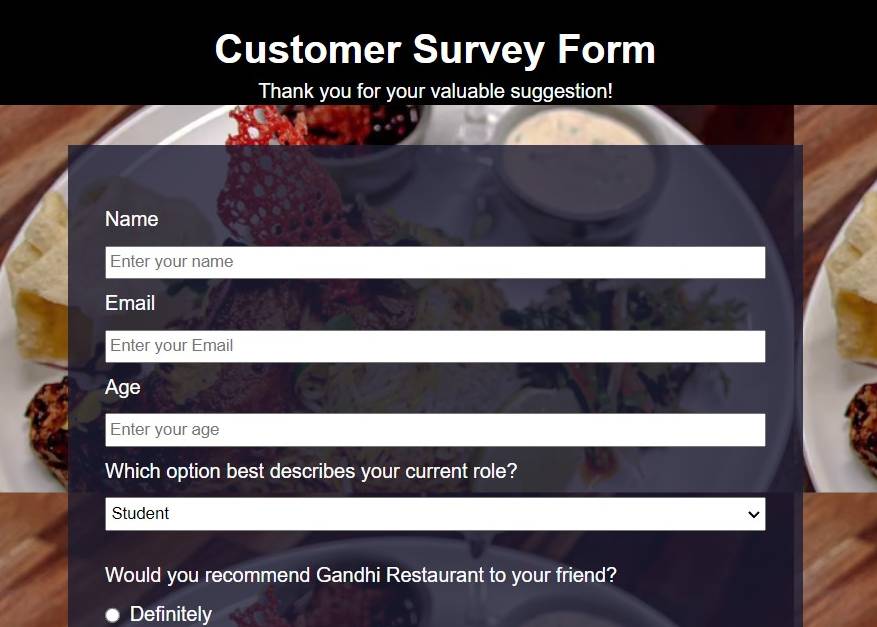 Customer Survey Form
Thank you for your valuable suggestion!
Name
Enter your name
Email
Enter your Email
Age
Enter your age
Which option best describes your current role?
Student
Would you recommend Gandhi Restaurant to your friend?
Definitely